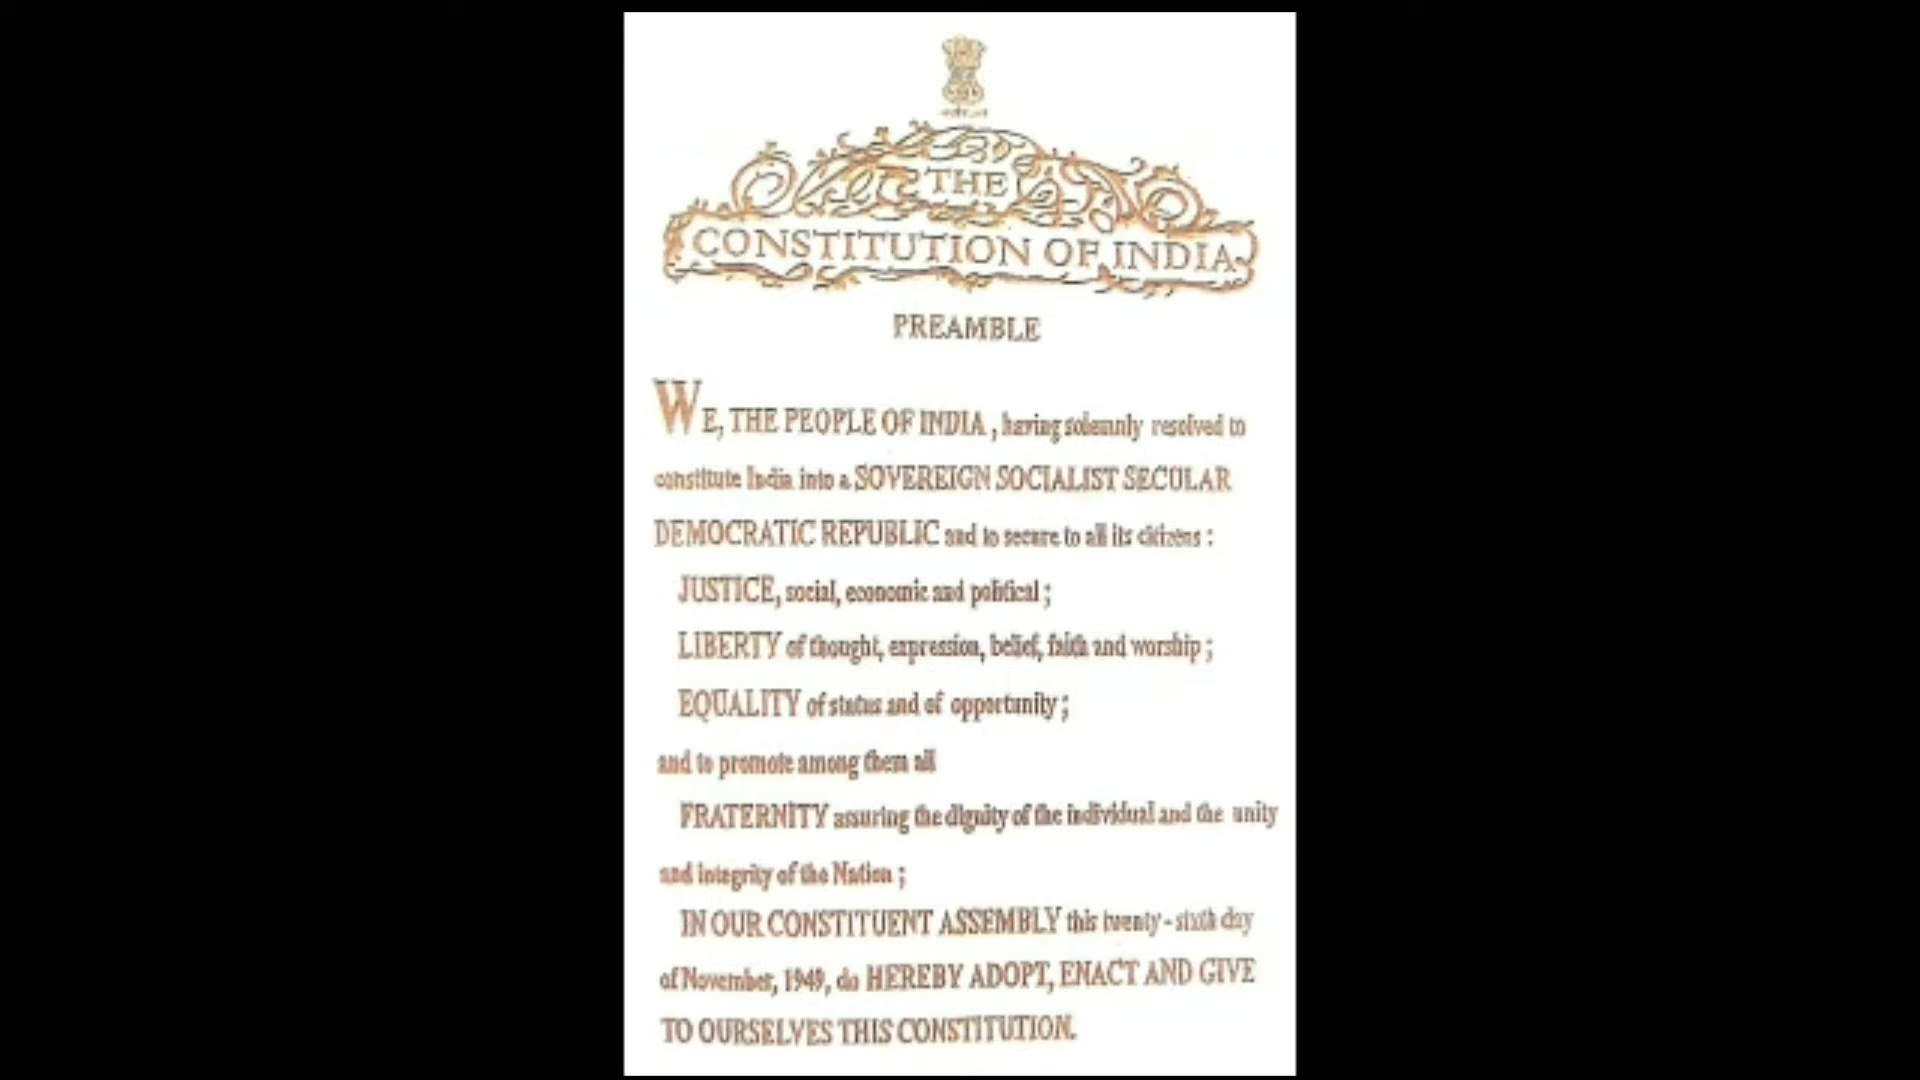 THE
CONSTITUTION OF INDIA
PREAMBLE
WE, THE PEOPLE OF INDIA, having solemnly resolved to
constitute India into a SOVEREIGN SOCIALIST SECULAR
DEMOCRATIC REPUBLIC and to secure to all its citizens :
JUSTICE, social, economic and political ;
LIBERTY of thought, expression, belief, faith and worship ;
EQUALITY of status and of opportunity ;
and to promote among them all
FRATERNITY assuring the dignity of the individual and the unity
and integrity of the Nation ;
IN OUR CONSTITUENT ASSEMBLY this twenty-sixth day
of November, 1949, do HEREBY ADOPT, ENACT AND GIVE
TO OURSELVES THIS CONSTITUTION.